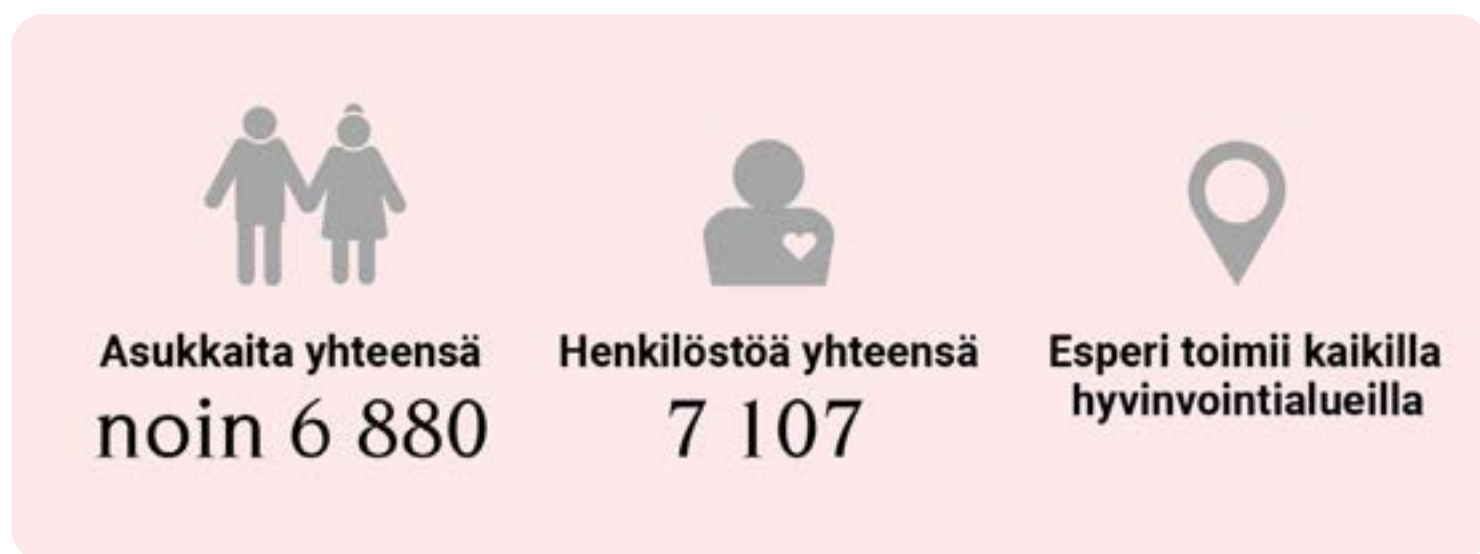 Asukkaita yhteensä
noin 6 880
Henkilöstöä yhteensä
7 107
Esperi toimii kaikilla
hyvinvointialueilla